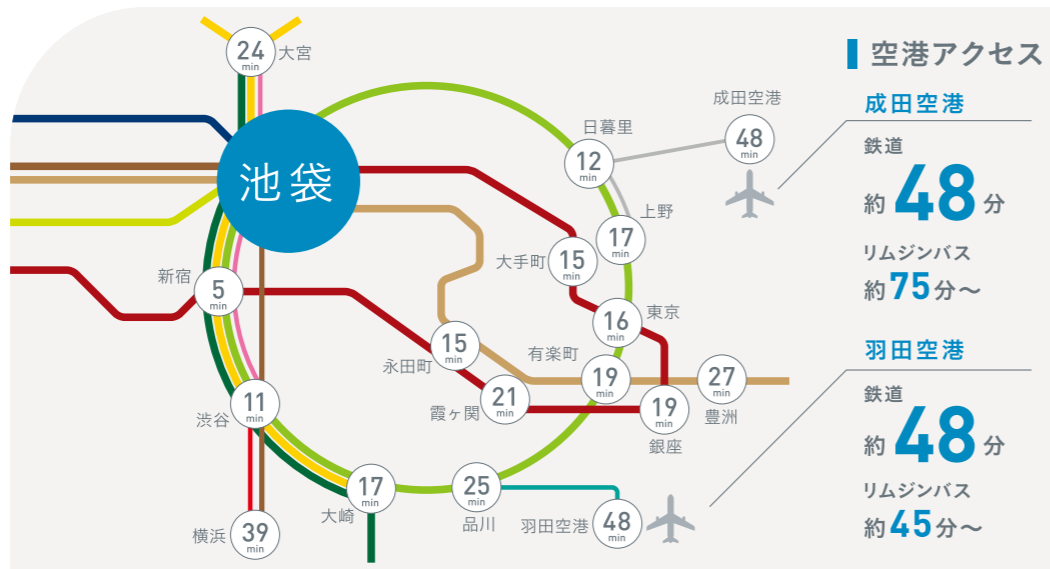 24
min
大宮
池袋
新宿
5
min
渋谷
11
min
横浜
39
min
大崎
17
min
品川
25
min
羽田空港
48
min
永田町
15
min
霞ヶ関
21
min
有楽町
19
min
銀座
19
min
豊洲
27
min
東京
16
min
大手町
15
min
上野
17
min
日暮里
12
min
成田空港
48
min
空港アクセス
成田空港
鉄道
約48分
リムジンバス
約75分〜
羽田空港
鉄道
約48分
リムジンバス
約45分〜